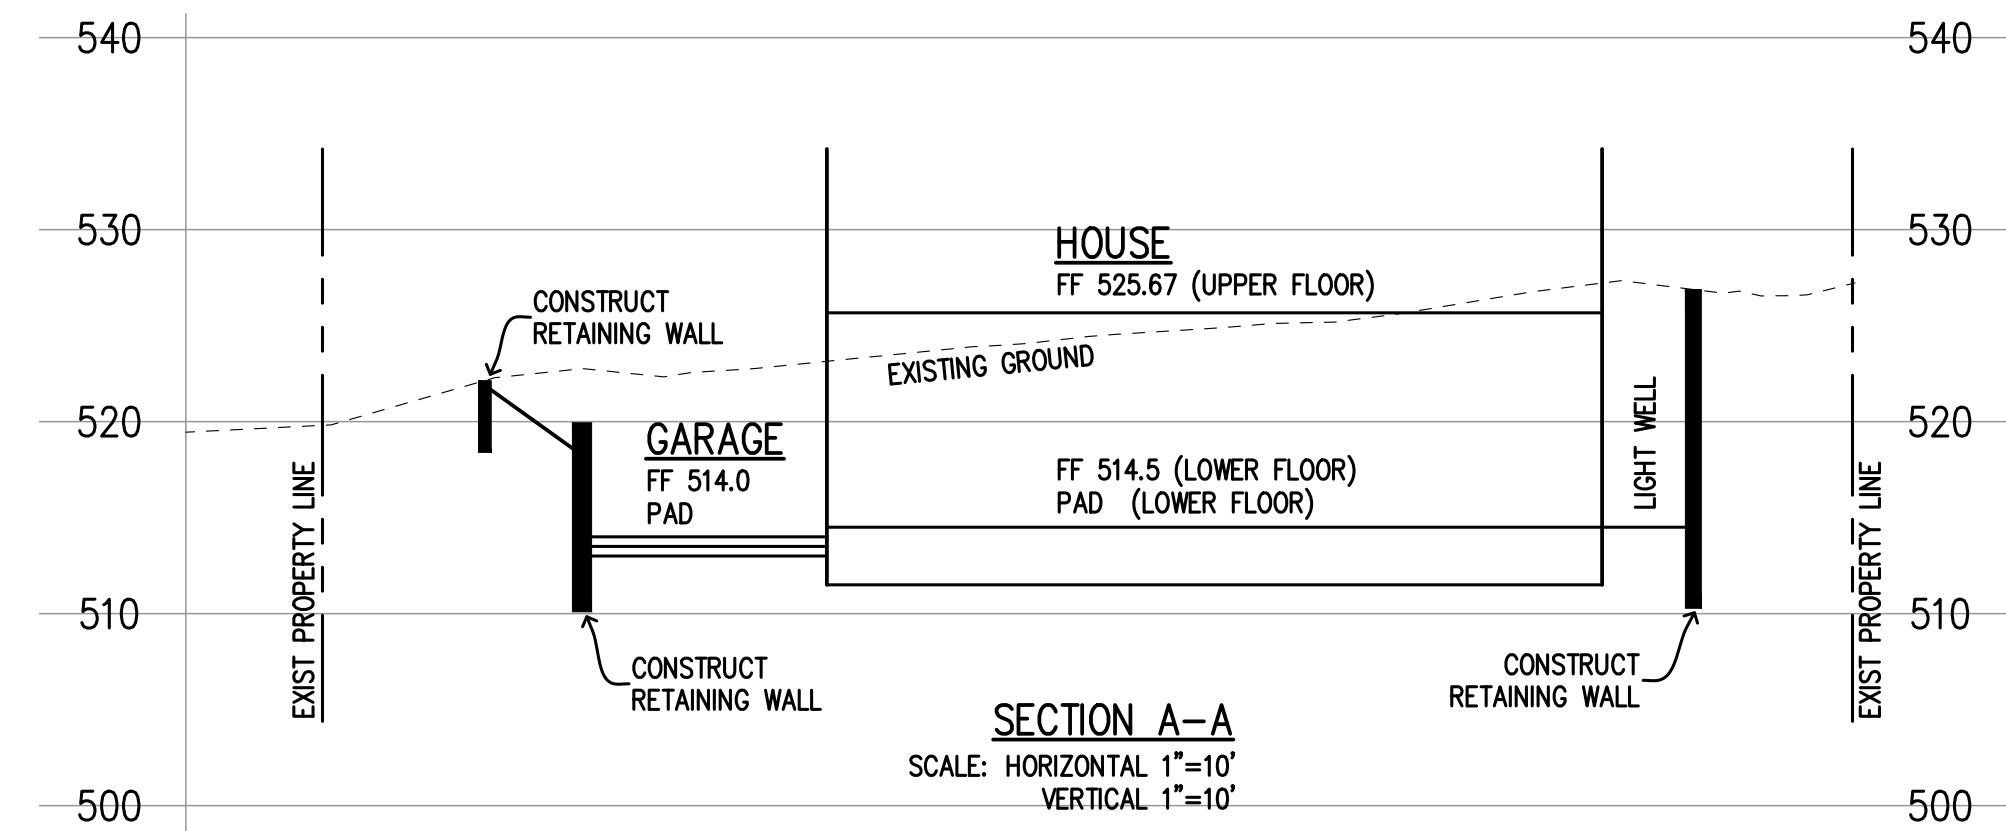 540
540
530
530
HOUSE
FF 525.67 (UPPER FLOOR)
CONSTRUCT
RETAINING WALL
EXISTING GROUND
520
520
GARAGE
FF 514.0
PAD
FF 514.5 (LOWER FLOOR)
PAD (LOWER FLOOR)
LIGHT WELL
EXIST PROPERTY LINE
EXIST PROPERTY LINE
510
510
CONSTRUCT
RETAINING WALL
CONSTRUCT
RETAINING WALL
SECTION A-A
SCALE: HORIZONTAL 1"=10'
VERTICAL 1"=10'
500
500